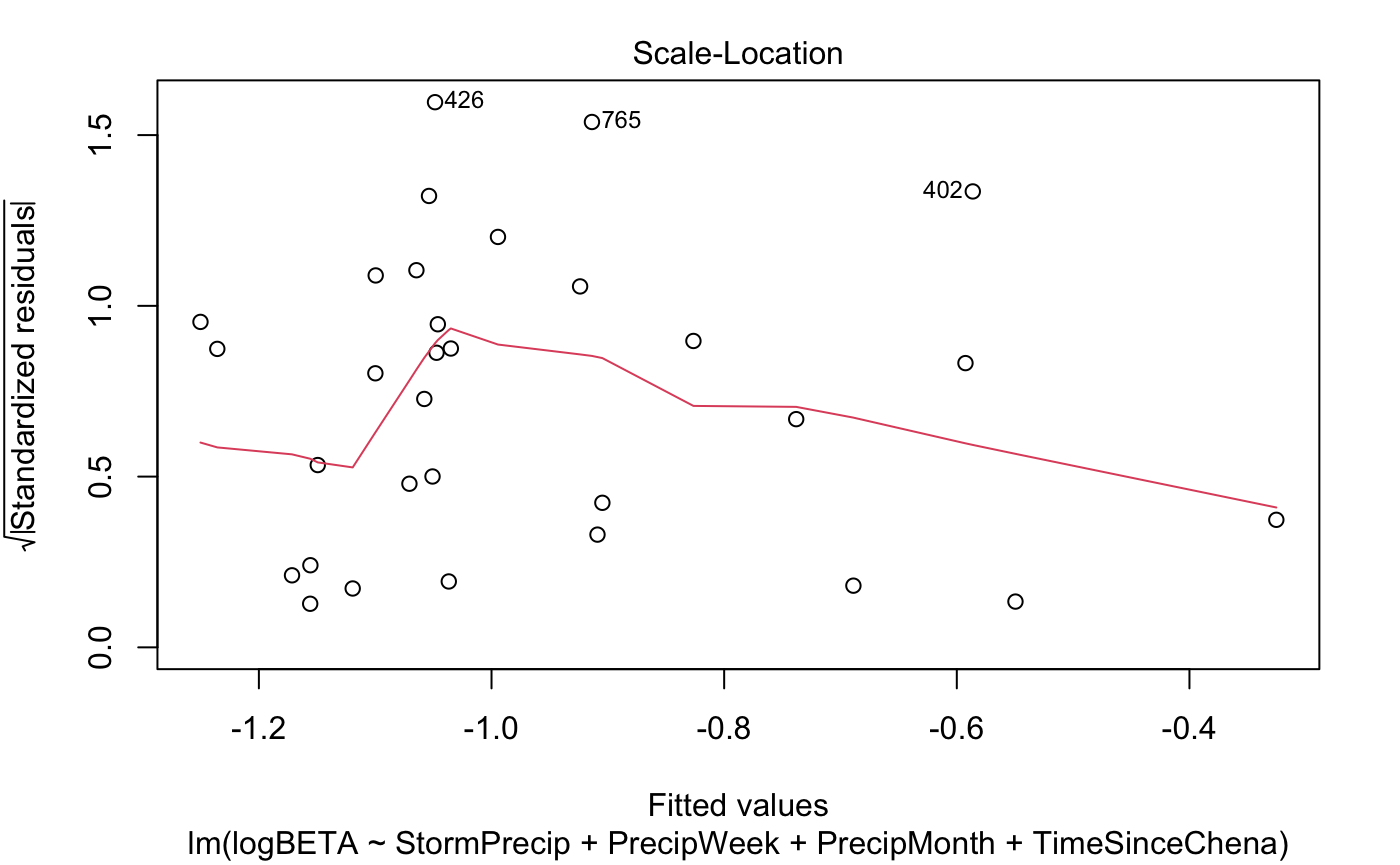 Scale-Location
√|Standardized residuals|
1.5
1.0
0.5
0.0
426
765
402
-1.2 -1.0 -0.8 -0.6 -0.4
Fitted values
lm(logBETA ~ StormPrecip + PrecipWeek + PrecipMonth + TimeSinceChena)